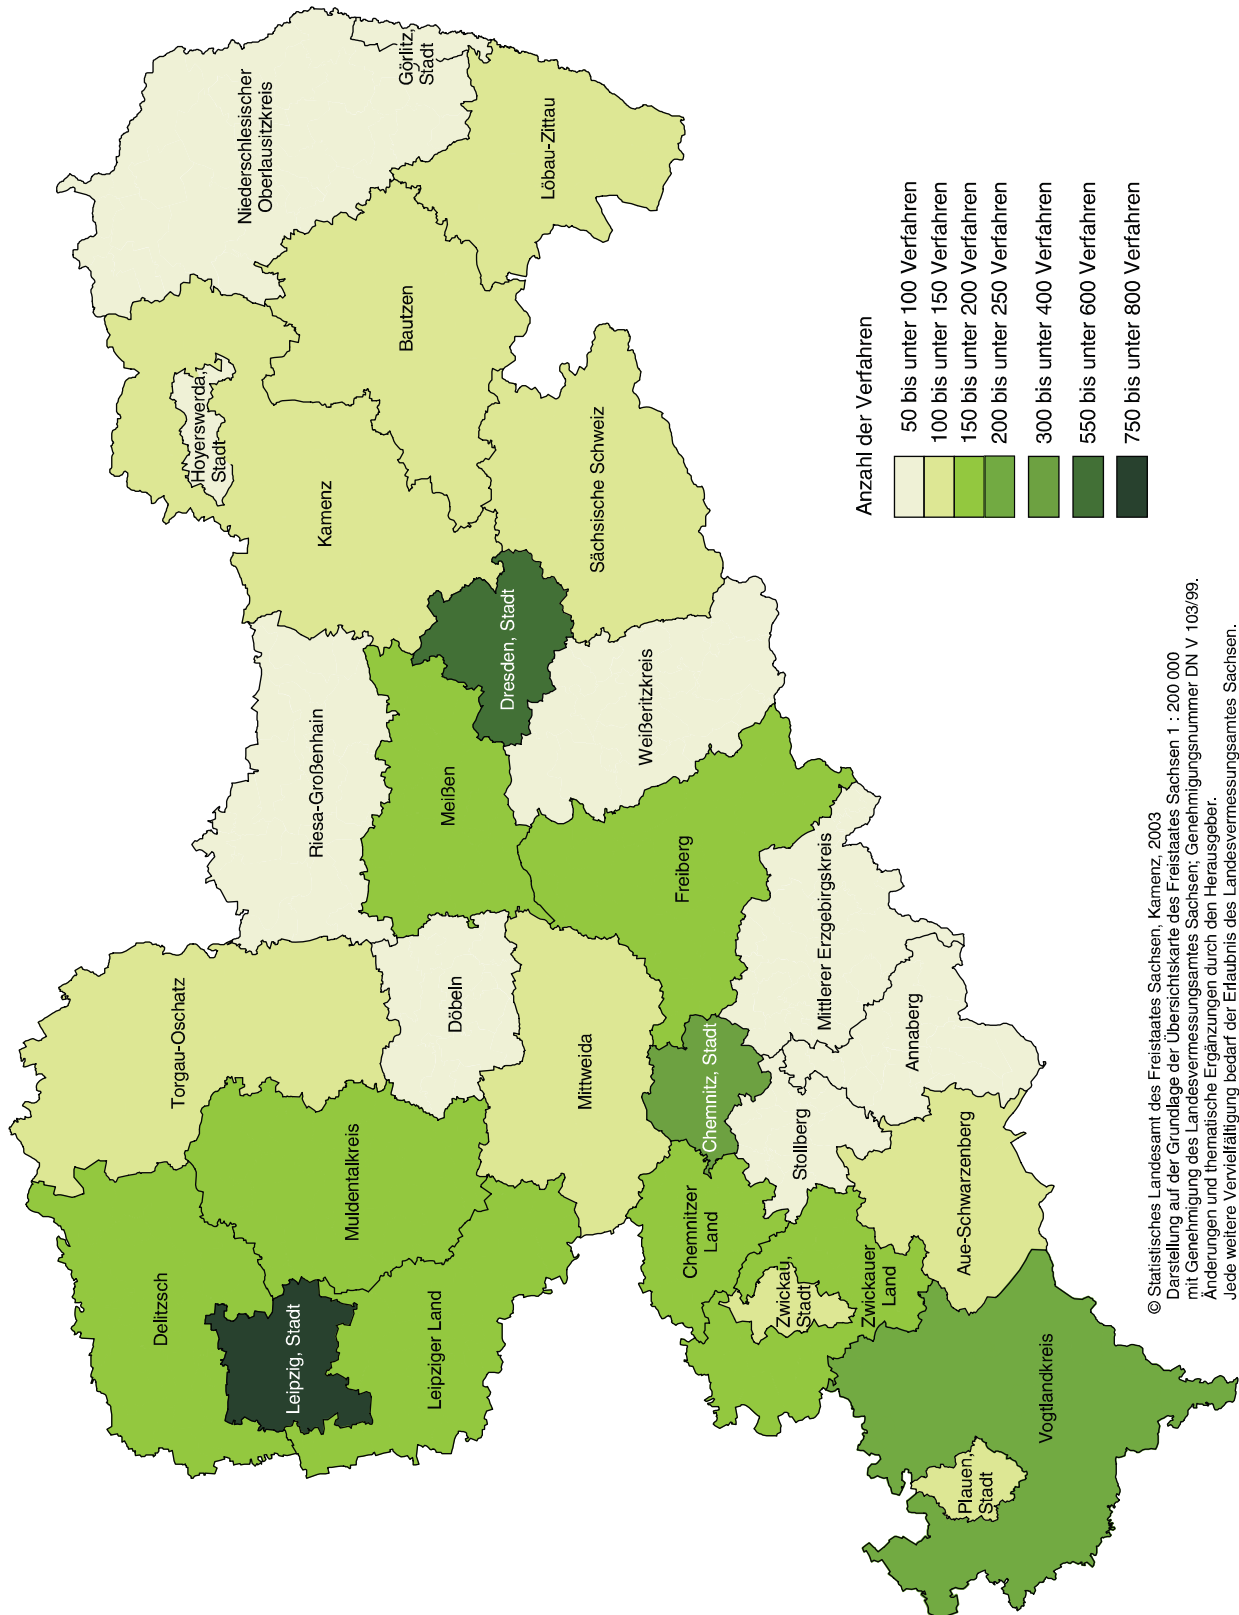 Niederschlesischer
Oberlausitzkreis
Görlitz,
Stadt
Löbau-Zittau
Bautzen
Hoyerswerda,
Stadt
Kamenz
Sächsische Schweiz
Dresden, Stadt
Weißeritzkreis
Riesa-Großenhain
Meißen
Freiberg
Mittlerer Erzgebirgskreis
Annaberg
Torgau-Oschatz
Döbeln
Mittweida
Chemnitz, Stadt
Stollberg
Aue-Schwarzenberg
Muldentalkreis
Delitzsch
Leipzig, Stadt
Leipziger Land
Chemnitzer
Land
Zwickau,
Stadt
Zwickauer
Land
Vogtlandkreis
Plauen,
Stadt
Anzahl der Verfahren
50 bis unter 100 Verfahren
100 bis unter 150 Verfahren
150 bis unter 200 Verfahren
200 bis unter 250 Verfahren
300 bis unter 400 Verfahren
550 bis unter 600 Verfahren
750 bis unter 800 Verfahren
© Statistisches Landesamt des Freistaates Sachsen, Kamenz, 2003
Darstellung auf der Grundlage der Übersichtskarte des Freistaates Sachsen 1 : 200 000
mit Genehmigung des Landesvermessungsamtes Sachsen; Genehmigungsnummer DN V 103/99.
Änderungen und thematische Ergänzungen durch den Herausgeber.
Jede weitere Vervielfältigung bedarf der Erlaubnis des Landesvermessungsamtes Sachsen.